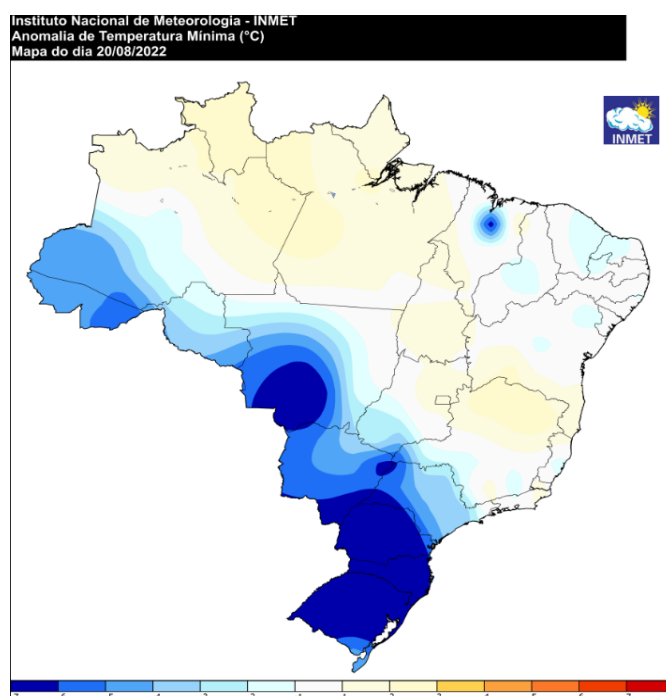 Instituto Nacional de Meteorologia - INMET
Anomalia de Temperatura Mínima (°C)
Mapa do dia 20/08/2022
INMET